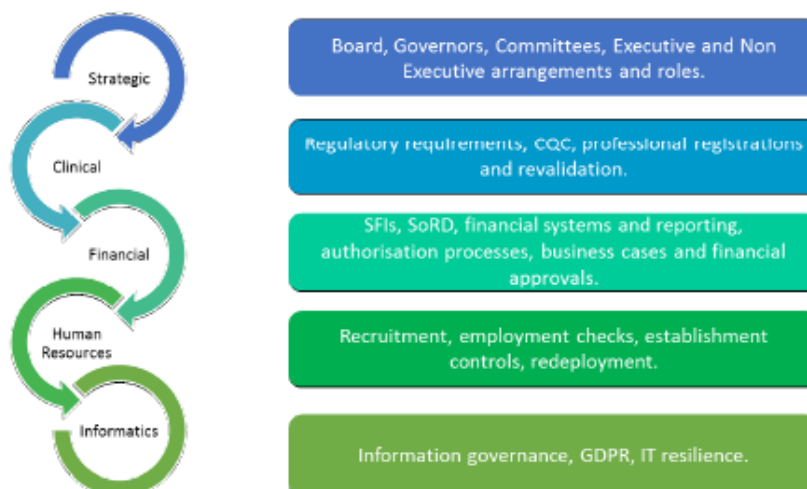 Strategic
Board, Governors, Committees, Executive and Non
Executive arrangements and roles.
Clinical
Regulatory requirements, CQC, professional registrations
and revalidation.
Financial
SFIs, SoRD, financial systems and reporting,
authorisation processes, business cases and financial
approvals.
Human
Resources
Recruitment, employment checks, establishment
controls, redeployment.
Informatics
Information governance, GDPR, IT resilience.